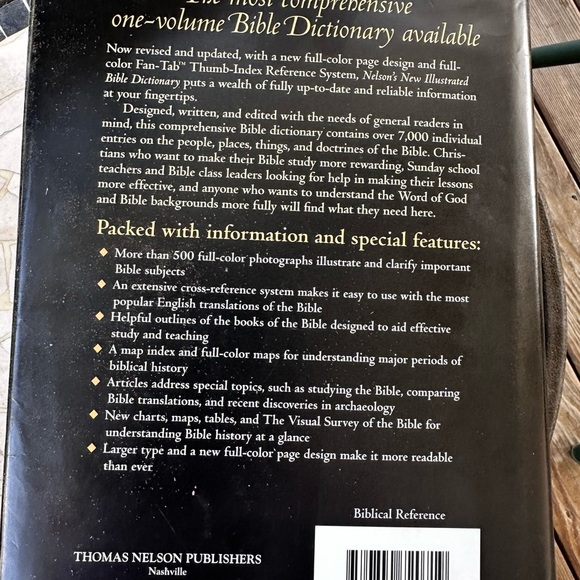 The most comprehensive
one-volume Bible Dictionary available
Now revised and updated, with a new full-color page design and full-
color Fan-Tab™ Thumb-Index Reference System, Nelson's New Illustrated
Bible Dictionary puts a wealth of fully up-to-date and reliable information
at your fingertips.
Designed, written, and edited with the needs of general readers in
mind, this comprehensive Bible dictionary contains over 7,000 individual
entries on the people, places, things, and doctrines of the Bible. Chris-
tians who want to make their Bible study more rewarding, Sunday school
teachers and Bible class leaders looking for help in making their lessons
more effective, and anyone who wants to understand the Word of God
and Bible backgrounds more fully will find what they need here.
Packed with information and special features:
◆ More than 500 full-color photographs illustrate and clarify important
Bible subjects
◆ An extensive cross-reference system makes it easy to use with the most
popular English translations of the Bible
◆ Helpful outlines of the books of the Bible designed to aid effective
study and teaching
◆ A map index and full-color maps for understanding major periods of
biblical history
◆ Articles address special topics, such as studying the Bible, comparing
Bible translations, and recent discoveries in archaeology
◆ New charts, maps, tables, and The Visual Survey of the Bible for
understanding Bible history at a glance
◆ Larger type and a new full-color page design make it more readable
than ever
Biblical Reference
THOMAS NELSON PUBLISHERS
Nashville